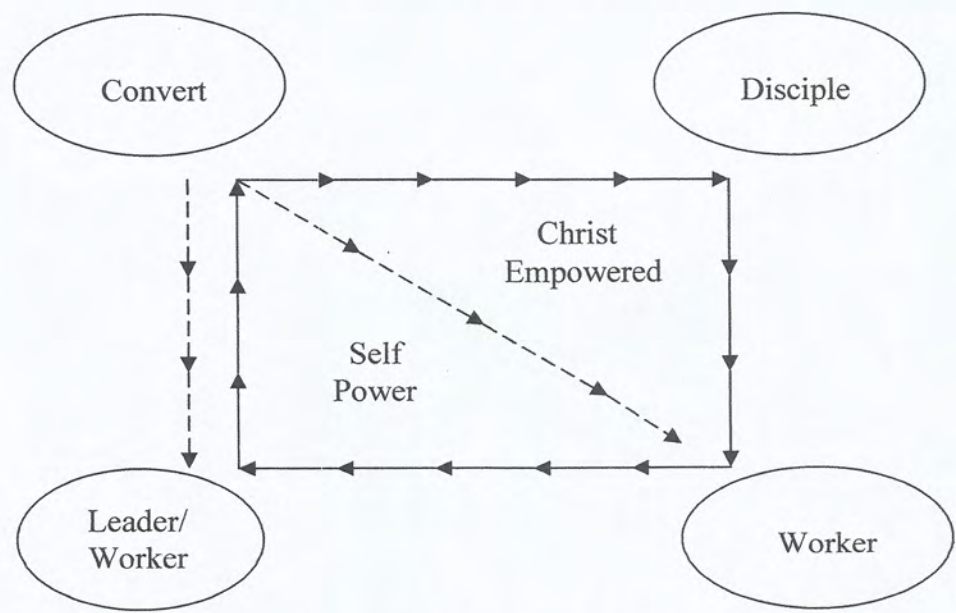 Convert
Disciple
Christ
Empowered
Self
Power
Leader/
Worker
Worker